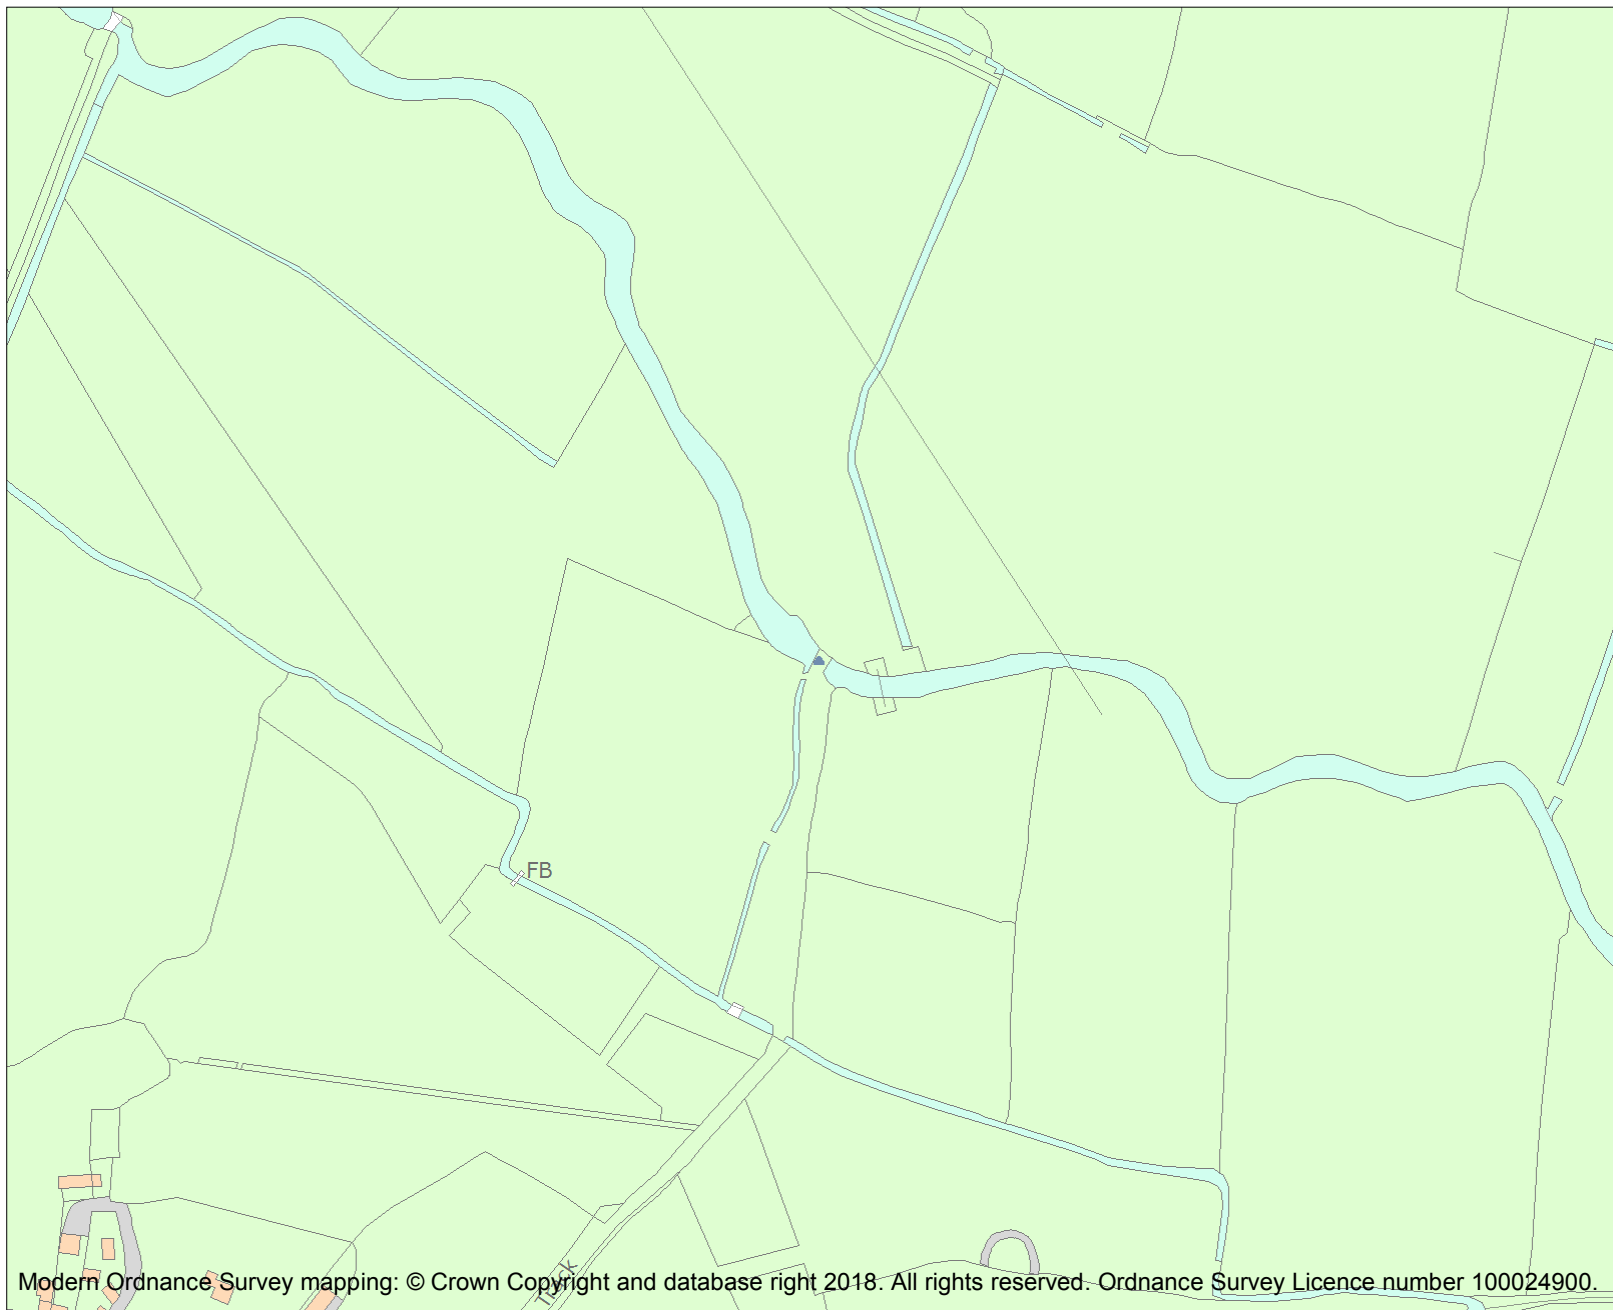 FB
Track
Modern Ordnance Survey mapping: © Crown Copyright and database right 2018. All rights reserved. Ordnance Survey Licence number 100024900.